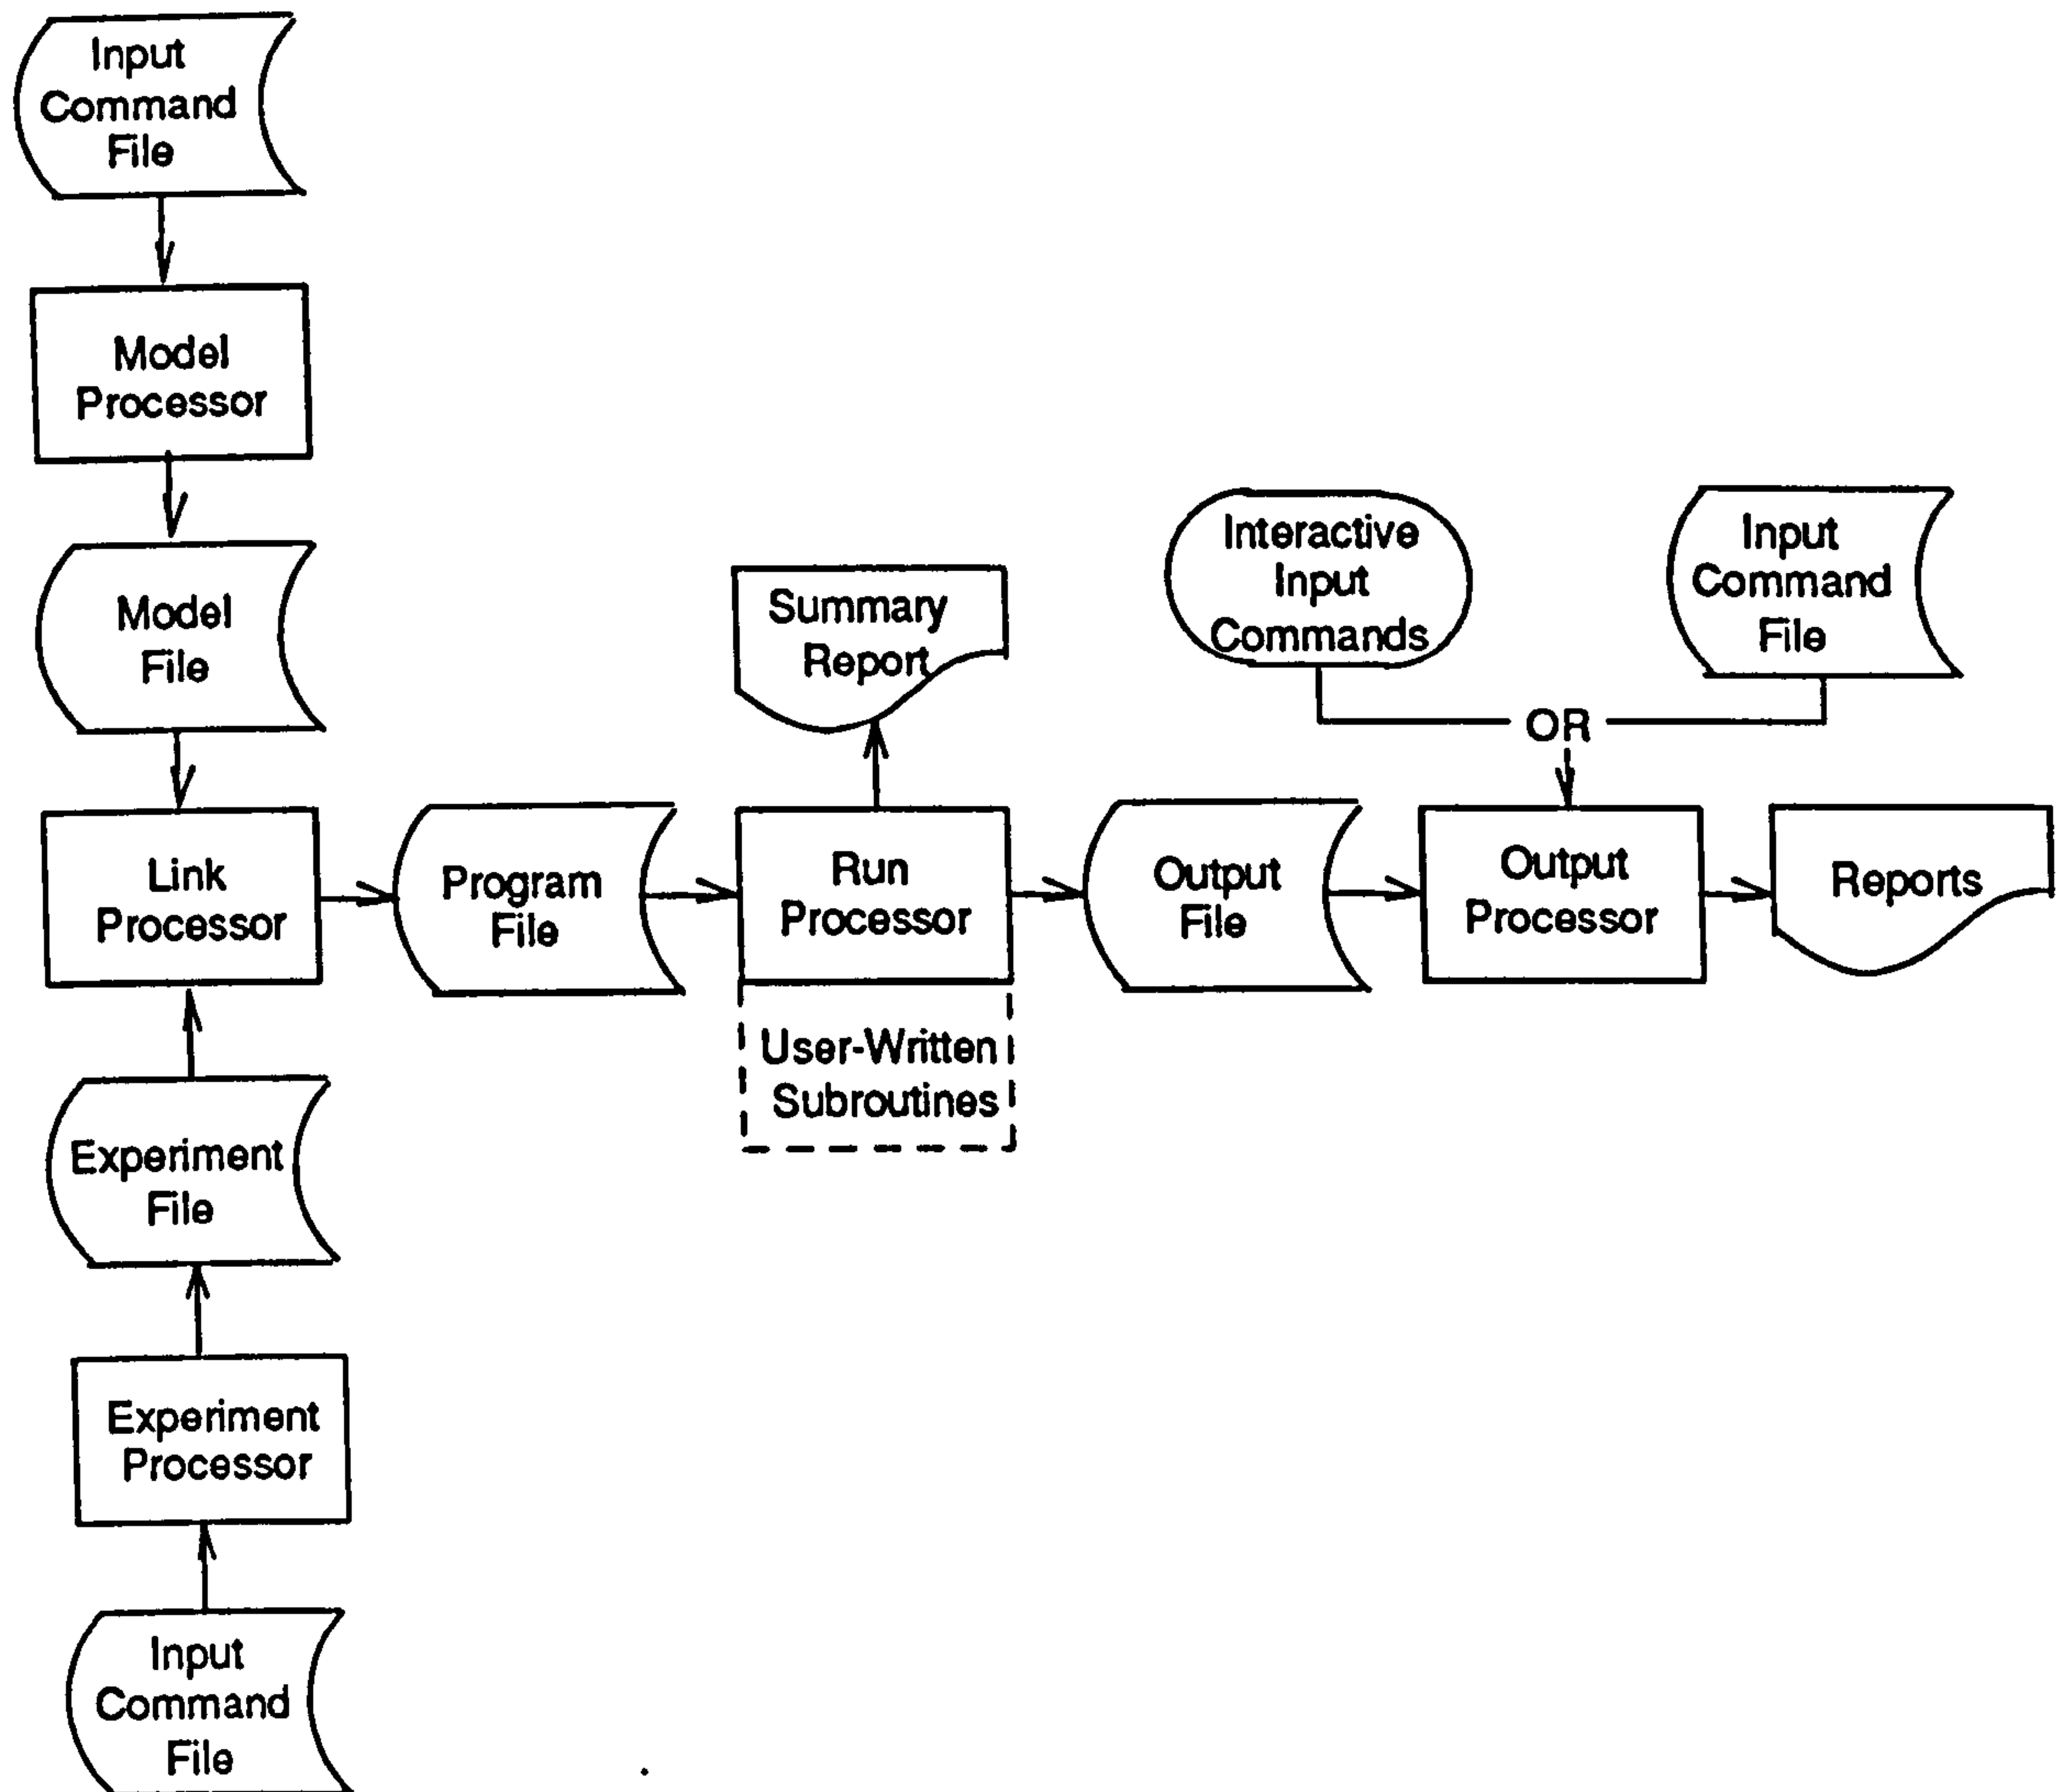 Input
Command
File
Model
Processor
Model
File
Interactive
Input
Commands
Input
Command
File
Summary
Report
OR
Link
Processor
Program
File
Run
Processor
Output
File
Output
Processor
Reports
User-Written
Subroutines
Experiment
File
Experiment
Processor
Input
Command
File